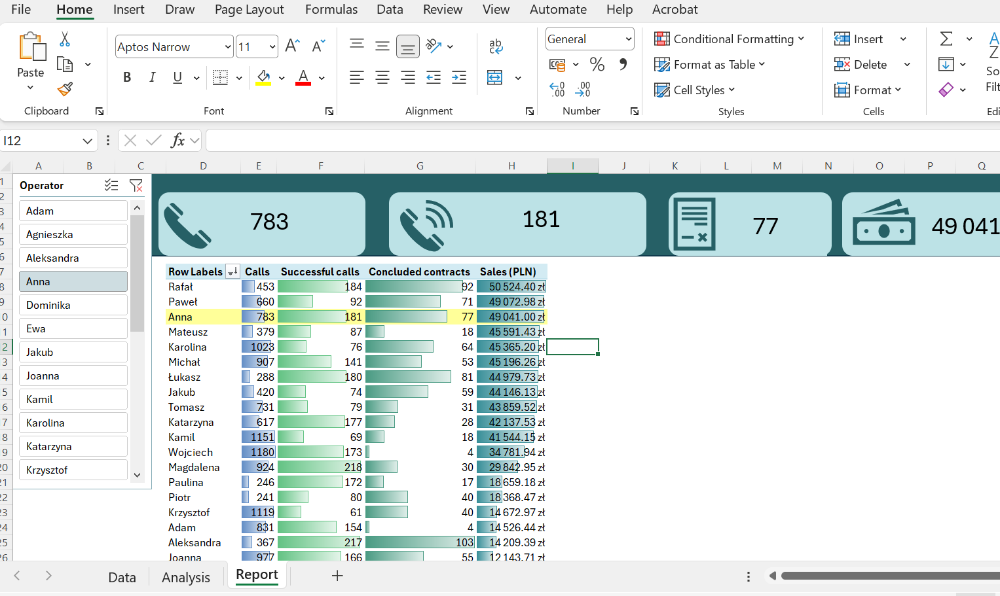 File Home Insert Draw Page Layout Formulas Data Review View Automate Help Acrobat
Paste
Clipboard
Aptos Narrow 11 A A
B I U A
Font
ab
Alignment
General
% 9
Number
Conditional Formatting
Format as Table
Cell Styles
Styles
Insert
Delete
Format
Cells
I12 fx
A B C D E F G H I J K L M N O P Q
Operator
Adam
Agnieszka
Aleksandra
Anna
Dominika
Ewa
Jakub
Joanna
Kamil
Karolina
Katarzyna
Krzysztof
783 181 77 49 041
Row Labels Calls Successful calls Concluded contracts Sales (PLN)
Rafał 453 184 92 50 524.40 zł
Paweł 660 92 71 49 072.98 zł
Anna 783 181 77 49 041.00 zł
Mateusz 379 87 18 45 591.43 zł
Karolina 1023 76 64 45 365.20 zł
Michał 907 141 53 45 196.26 zł
Łukasz 288 180 81 44 979.73 zł
Jakub 420 74 59 44 146.13 zł
Tomasz 731 79 31 43 859.52 zł
Katarzyna 617 177 28 42 137.53 zł
Kamil 1151 69 18 41 544.15 zł
Wojciech 1180 173 4 34 781.94 zł
Magdalena 924 218 30 29 842.95 zł
Paulina 246 172 17 18 659.18 zł
Piotr 241 80 40 18 368.47 zł
Krzysztof 1119 61 40 14 672.97 zł
Adam 831 154 4 14 526.44 zł
Aleksandra 367 217 103 14 209.39 zł
Joanna 977 166 55 12 143.71 zł
Data Analysis Report